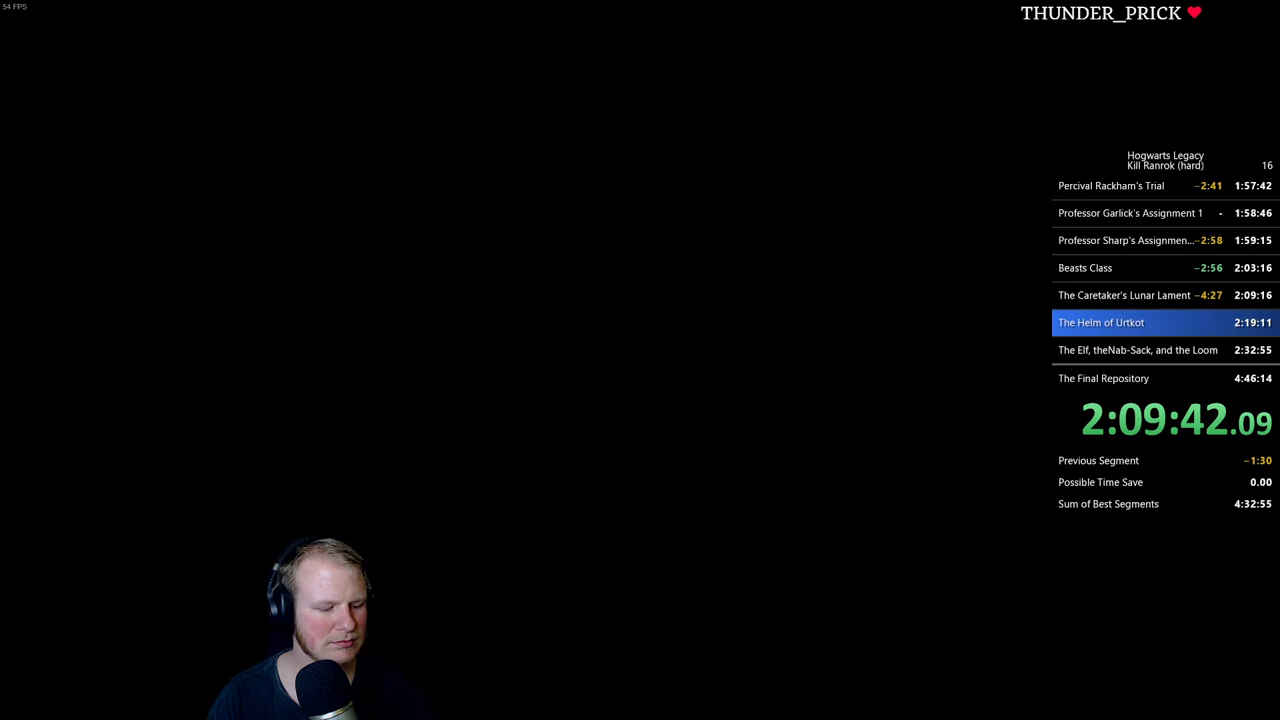 54 FPS
THUNDER_PRICK ❤
Hogwarts Legacy
Kill Ranrok (hard) 16
Percival Rackham's Trial −2:41 1:57:42
Professor Garlick's Assignment 1 - 1:58:46
Professor Sharp's Assignmen... −2:58 1:59:15
Beasts Class −2:56 2:03:16
The Caretaker's Lunar Lament −4:27 2:09:16
The Helm of Urtkot 2:19:11
The Elf, theNab-Sack, and the Loom 2:32:55
The Final Repository 4:46:14
2:09:42.09
Previous Segment −1:30
Possible Time Save 0.00
Sum of Best Segments 4:32:55